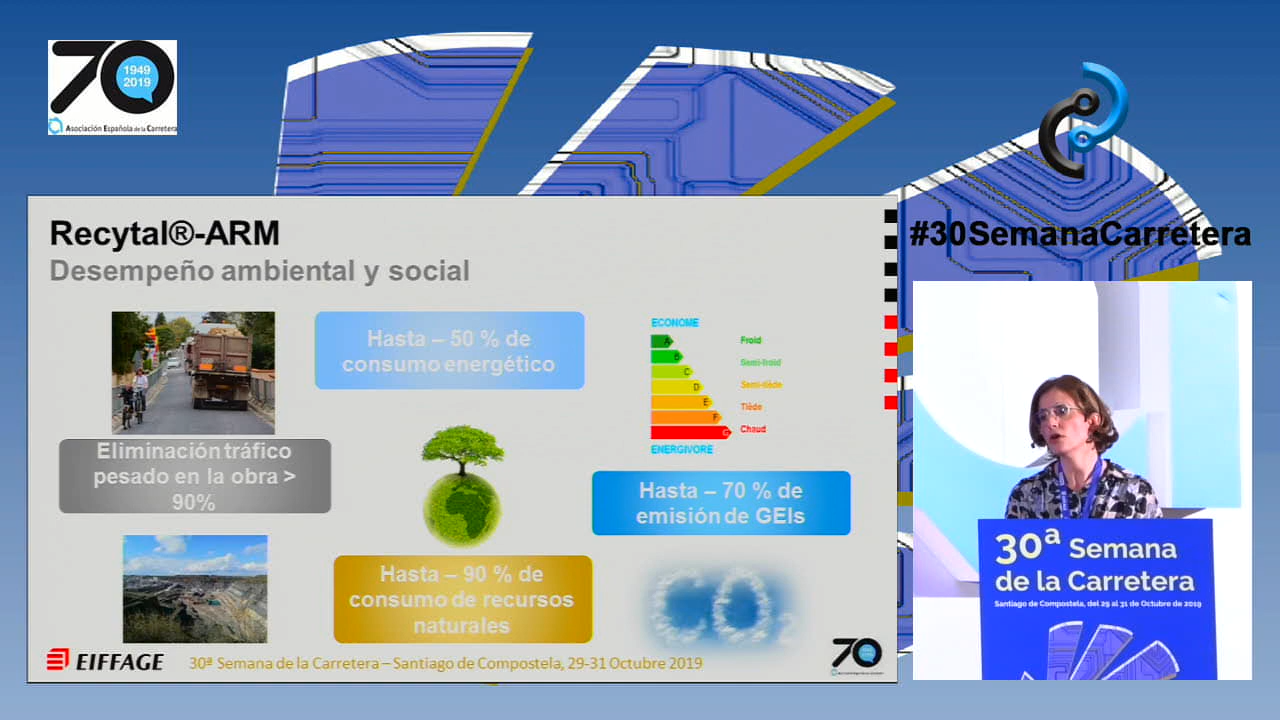 70
1949
2019
Asociación Española de la Carretera
#30SemanaCarretera
Recytal®-ARM
Desempeño ambiental y social
Hasta – 50 % de
consumo energético
ECONOME
A
B
C
D
E
F
G
Froid
Semi-froid
Semi-tiède
Tiède
Chaud
ENERGIVORE
Eliminación tráfico
pesado en la obra >
90%
Hasta – 70 % de
emisión de GEIs
Hasta – 90 % de
consumo de recursos
naturales
CO2
EIFFAGE
30ª Semana de la Carretera – Santiago de Compostela, 29-31 Octubre 2019
70
30ª Semana
de la Carretera
Santiago de Compostela, del 29 al 31 de Octubre de 2019